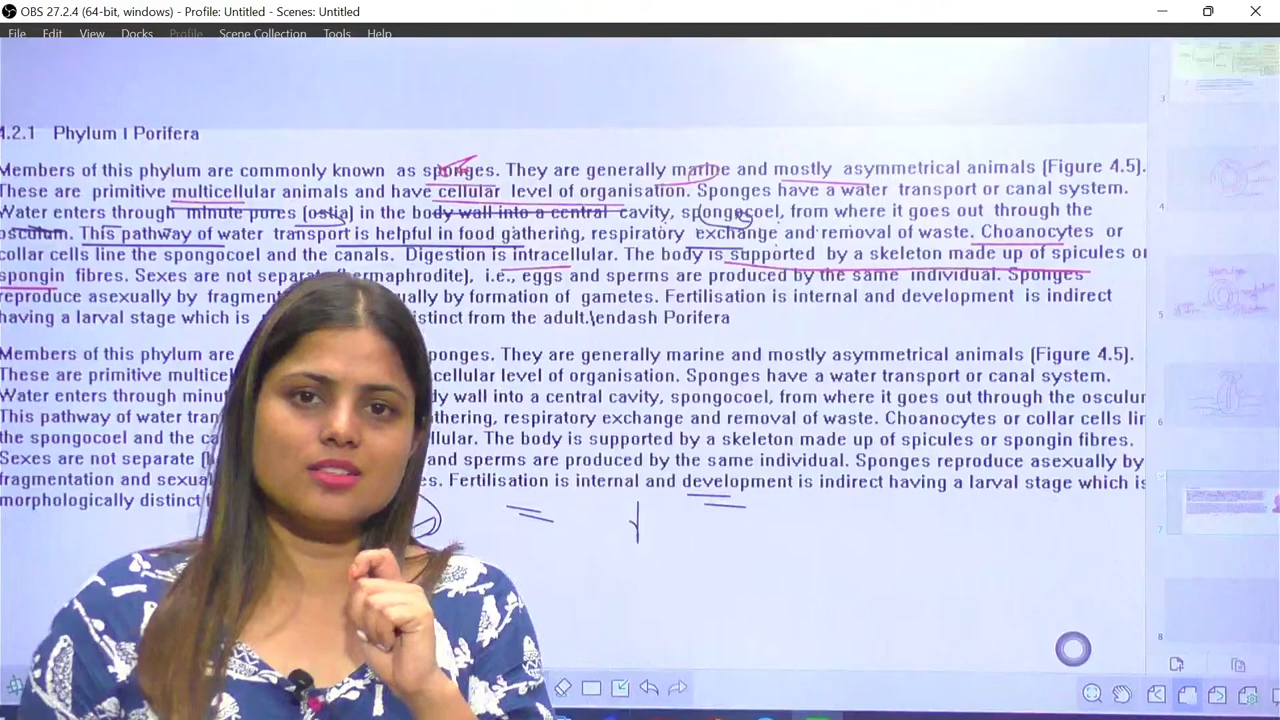 OBS 27.2.4 (64-bit, windows) - Profile: Untitled - Scenes: Untitled
File Edit View Docks Profile Scene Collection Tools Help
4.2.1 Phylum I Porifera
Members of this phylum are commonly known as sponges. They are generally marine and mostly asymmetrical animals (Figure 4.5).
These are primitive multicellular animals and have cellular level of organisation. Sponges have a water transport or canal system.
Water enters through minute pores (ostia) in the body wall into a central cavity, spongocoel, from where it goes out through the
osculum. This pathway of water transport is helpful in food gathering, respiratory exchange and removal of waste. Choanocytes or
collar cells line the spongocoel and the canals. Digestion is intracellular. The body is supported by a skeleton made up of spicules or
spongin fibres. Sexes are not separate (hermaphrodite), i.e., eggs and sperms are produced by the same individual. Sponges
reproduce asexually by fragment ually by formation of gametes. Fertilisation is internal and development is indirect
having a larval stage which is istinct from the adult.\endash Porifera
Members of this phylum are ponges. They are generally marine and mostly asymmetrical animals (Figure 4.5).
These are primitive multicel cellular level of organisation. Sponges have a water transport or canal system.
Water enters through minut dy wall into a central cavity, spongocoel, from where it goes out through the osculur
This pathway of water tran thering, respiratory exchange and removal of waste. Choanocytes or collar cells lin
the spongocoel and the ca llular. The body is supported by a skeleton made up of spicules or spongin fibres.
Sexes are not separate and sperms are produced by the same individual. Sponges reproduce asexually by
fragmentation and sexua es. Fertilisation is internal and development is indirect having a larval stage which is
morphologically distinct
3
4
5
6
7
8